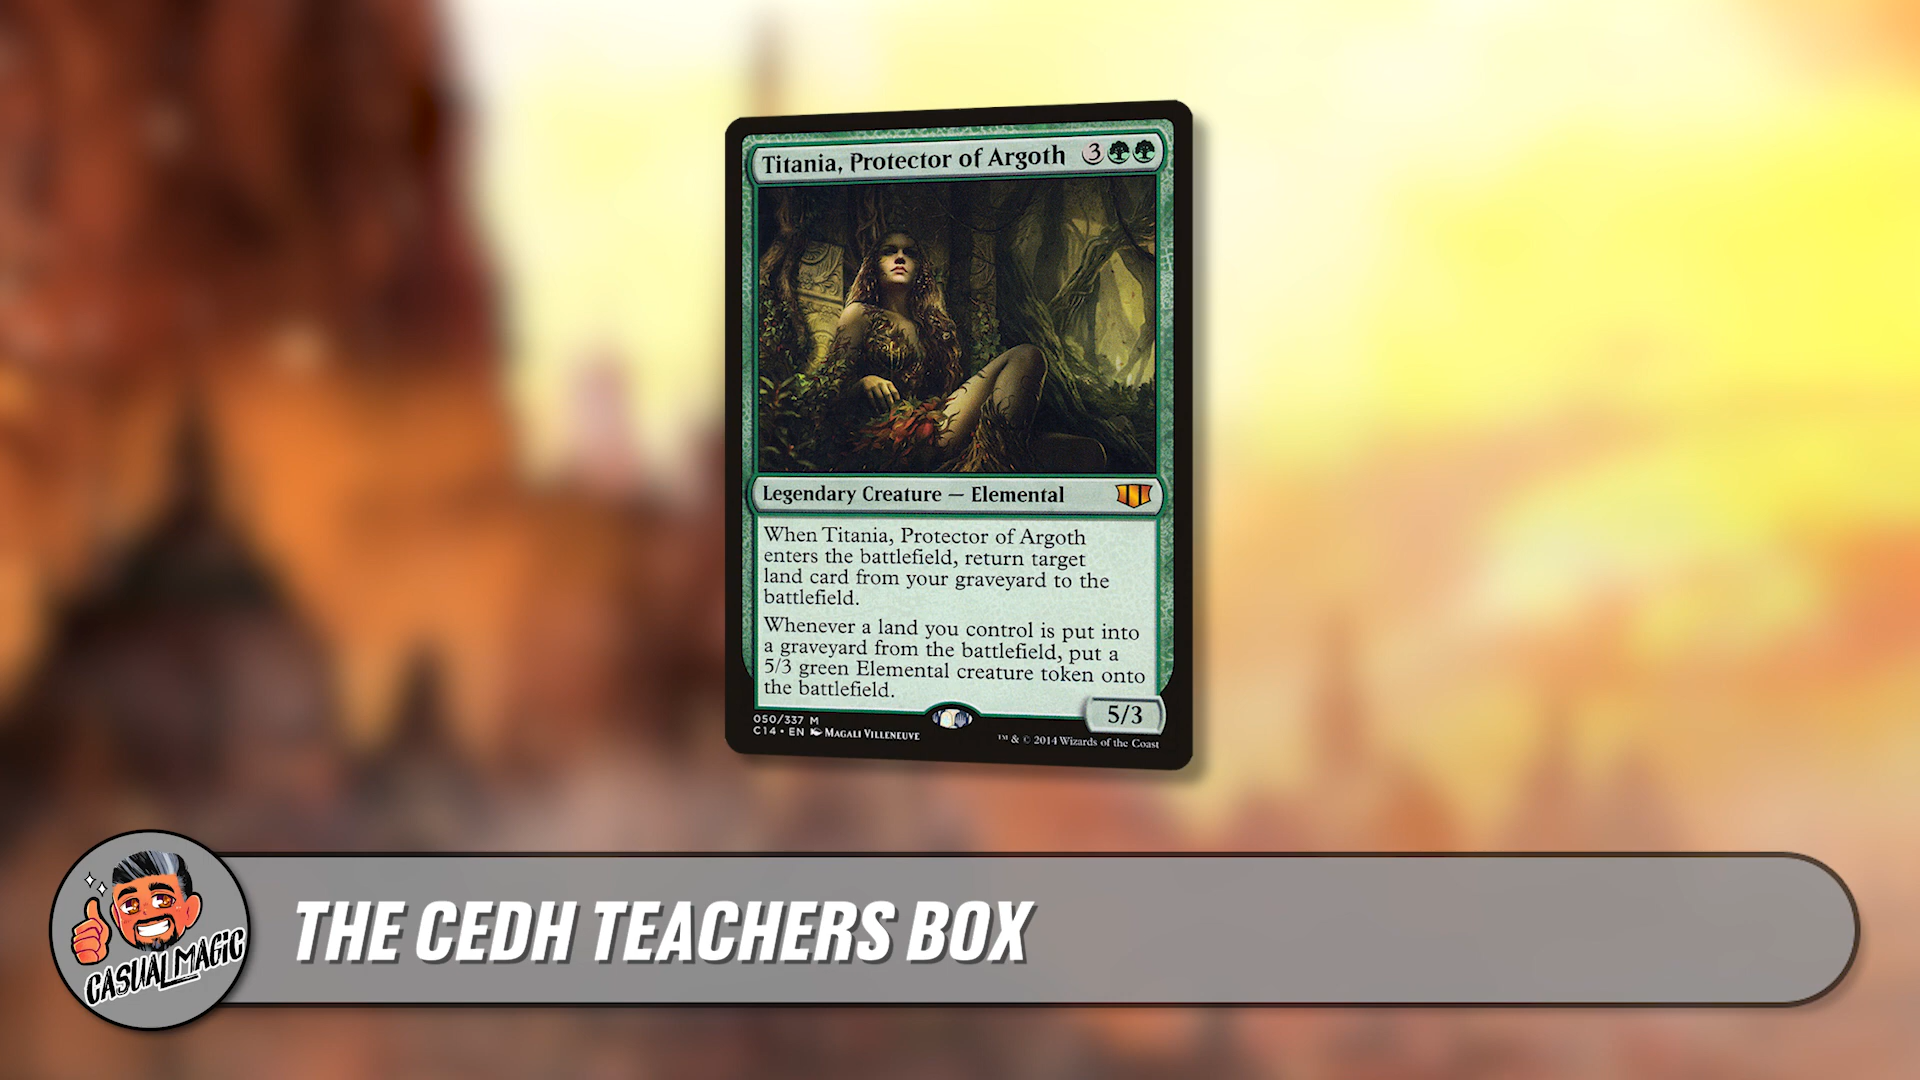 Titania, Protector of Argoth 3
Legendary Creature — Elemental
When Titania, Protector of Argoth
enters the battlefield, return target
land card from your graveyard to the
battlefield.
Whenever a land you control is put into
a graveyard from the battlefield, put a
5/3 green Elemental creature token onto
the battlefield.
5/3
050/337 M
C14 • EN MAGALI VILLENEUVE
™ & © 2014 Wizards of the Coast
CASUAL MAGIC
THE CEDH TEACHERS BOX